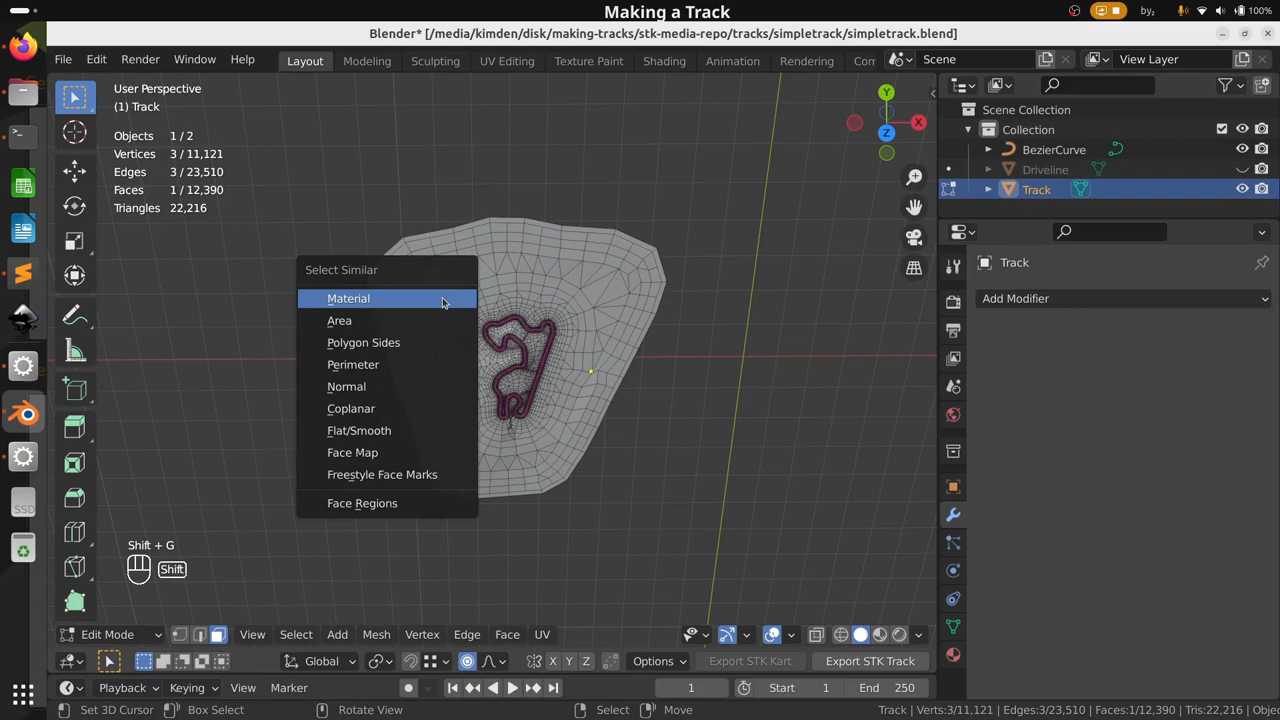 Making a Track
by₂
100%
Blender* [/media/kimden/disk/making-tracks/stk-media-repo/tracks/simpletrack/simpletrack.blend]
File Edit Render Window Help
Layout Modeling Sculpting UV Editing Texture Paint Shading Animation Rendering Com
Scene
View Layer
User Perspective
(1) Track
Objects 1 / 2
Vertices 3 / 11,121
Edges 3 / 23,510
Faces 1 / 12,390
Triangles 22,216
Y
X
Z
Scene Collection
Collection
BezierCurve
Driveline
Track
Track
Add Modifier
Select Similar
Material
Area
Polygon Sides
Perimeter
Normal
Coplanar
Flat/Smooth
Face Map
Freestyle Face Marks
Face Regions
SSD
Shift + G
Shift
Edit Mode View Select Add Mesh Vertex Edge Face UV
Global X Y Z Options Export STK Kart Export STK Track
Playback Keying View Marker 1 Start 1 End 250
Set 3D Cursor Box Select Rotate View Select Move Track | Verts:3/11,121 | Edges:3/23,510 | Faces:1/12,390 | Tris:22,216 | Objec